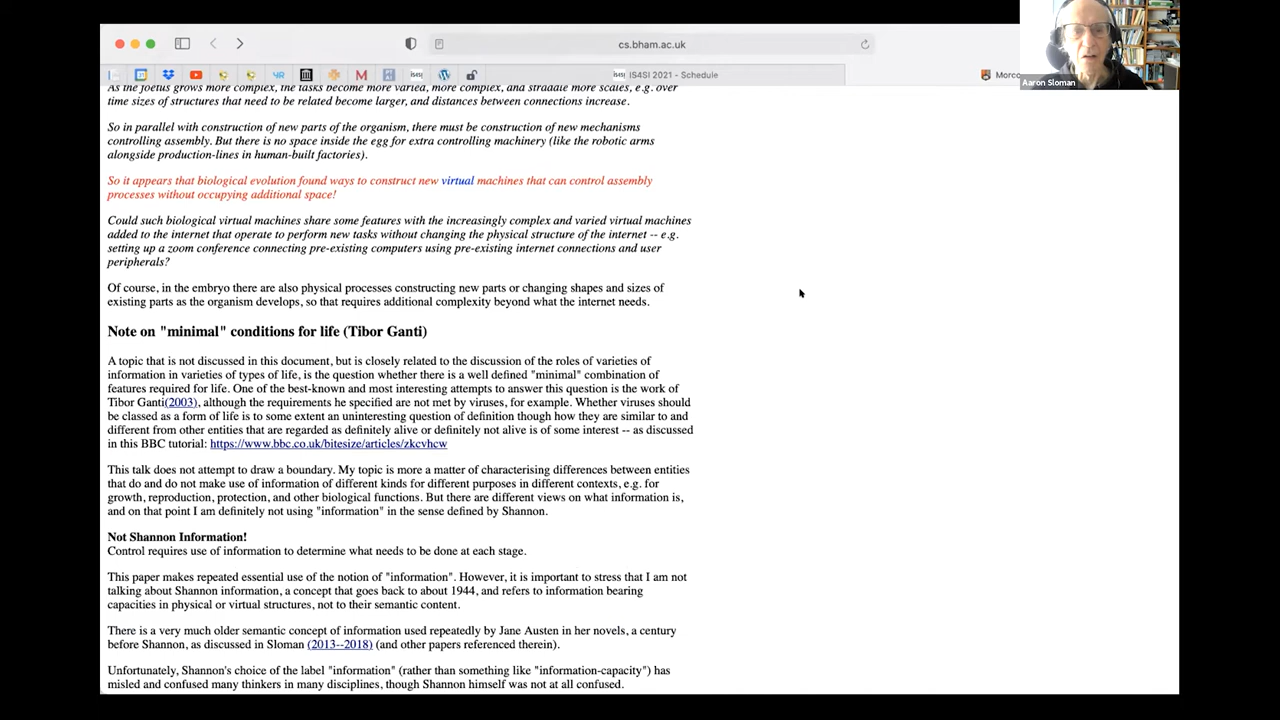 cs.bham.ac.uk
IS4SI 2021 - Schedule
Morco
Aaron Sloman
As the foetus grows more complex, the tasks become more varied, more complex, and straddle more scales, e.g. over
time sizes of structures that need to be related become larger, and distances between connections increase.
So in parallel with construction of new parts of the organism, there must be construction of new mechanisms
controlling assembly. But there is no space inside the egg for extra controlling machinery (like the robotic arms
alongside production-lines in human-built factories).
So it appears that biological evolution found ways to construct new virtual machines that can control assembly
processes without occupying additional space!
Could such biological virtual machines share some features with the increasingly complex and varied virtual machines
added to the internet that operate to perform new tasks without changing the physical structure of the internet -- e.g.
setting up a zoom conference connecting pre-existing computers using pre-existing internet connections and user
peripherals?
Of course, in the embryo there are also physical processes constructing new parts or changing shapes and sizes of
existing parts as the organism develops, so that requires additional complexity beyond what the internet needs.
Note on "minimal" conditions for life (Tibor Ganti)
A topic that is not discussed in this document, but is closely related to the discussion of the roles of varieties of
information in varieties of types of life, is the question whether there is a well defined "minimal" combination of
features required for life. One of the best-known and most interesting attempts to answer this question is the work of
Tibor Ganti(2003), although the requirements he specified are not met by viruses, for example. Whether viruses should
be classed as a form of life is to some extent an uninteresting question of definition though how they are similar to and
different from other entities that are regarded as definitely alive or definitely not alive is of some interest -- as discussed
in this BBC tutorial: https://www.bbc.co.uk/bitesize/articles/zkcvhcw
This talk does not attempt to draw a boundary. My topic is more a matter of characterising differences between entities
that do and do not make use of information of different kinds for different purposes in different contexts, e.g. for
growth, reproduction, protection, and other biological functions. But there are different views on what information is,
and on that point I am definitely not using "information" in the sense defined by Shannon.
Not Shannon Information!
Control requires use of information to determine what needs to be done at each stage.
This paper makes repeated essential use of the notion of "information". However, it is important to stress that I am not
talking about Shannon information, a concept that goes back to about 1944, and refers to information bearing
capacities in physical or virtual structures, not to their semantic content.
There is a very much older semantic concept of information used repeatedly by Jane Austen in her novels, a century
before Shannon, as discussed in Sloman (2013--2018) (and other papers referenced therein).
Unfortunately, Shannon's choice of the label "information" (rather than something like "information-capacity") has
misled and confused many thinkers in many disciplines, though Shannon himself was not at all confused.